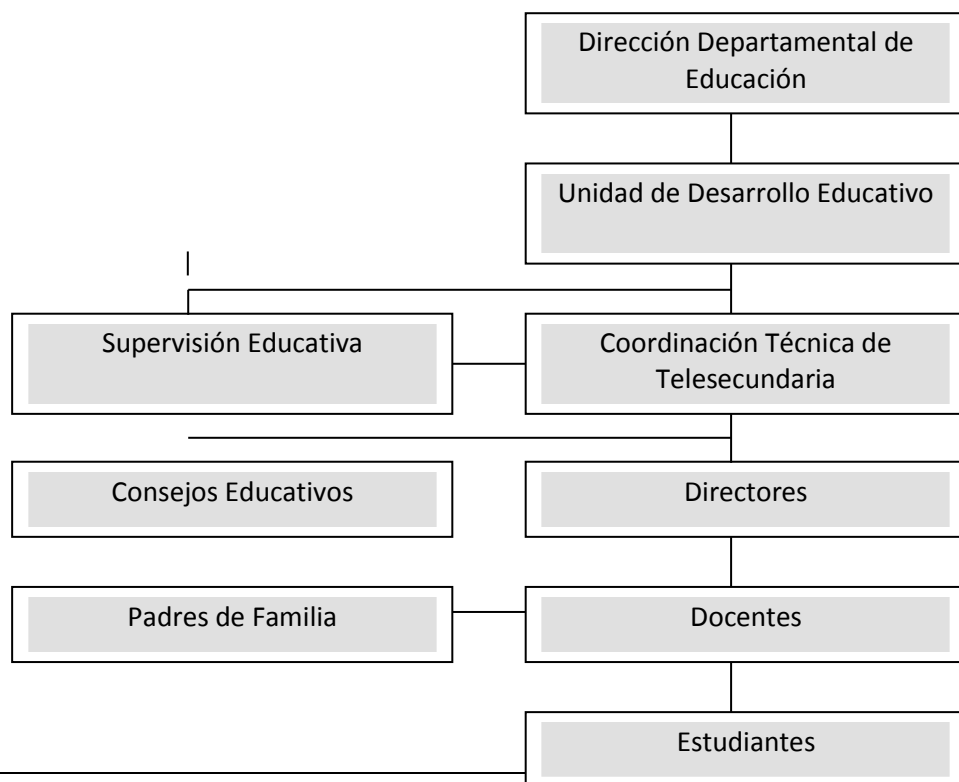 Dirección Departamental de
Educación
Unidad de Desarrollo Educativo
Supervisión Educativa
Coordinación Técnica de
Telesecundaria
Consejos Educativos
Directores
Padres de Familia
Docentes
Estudiantes